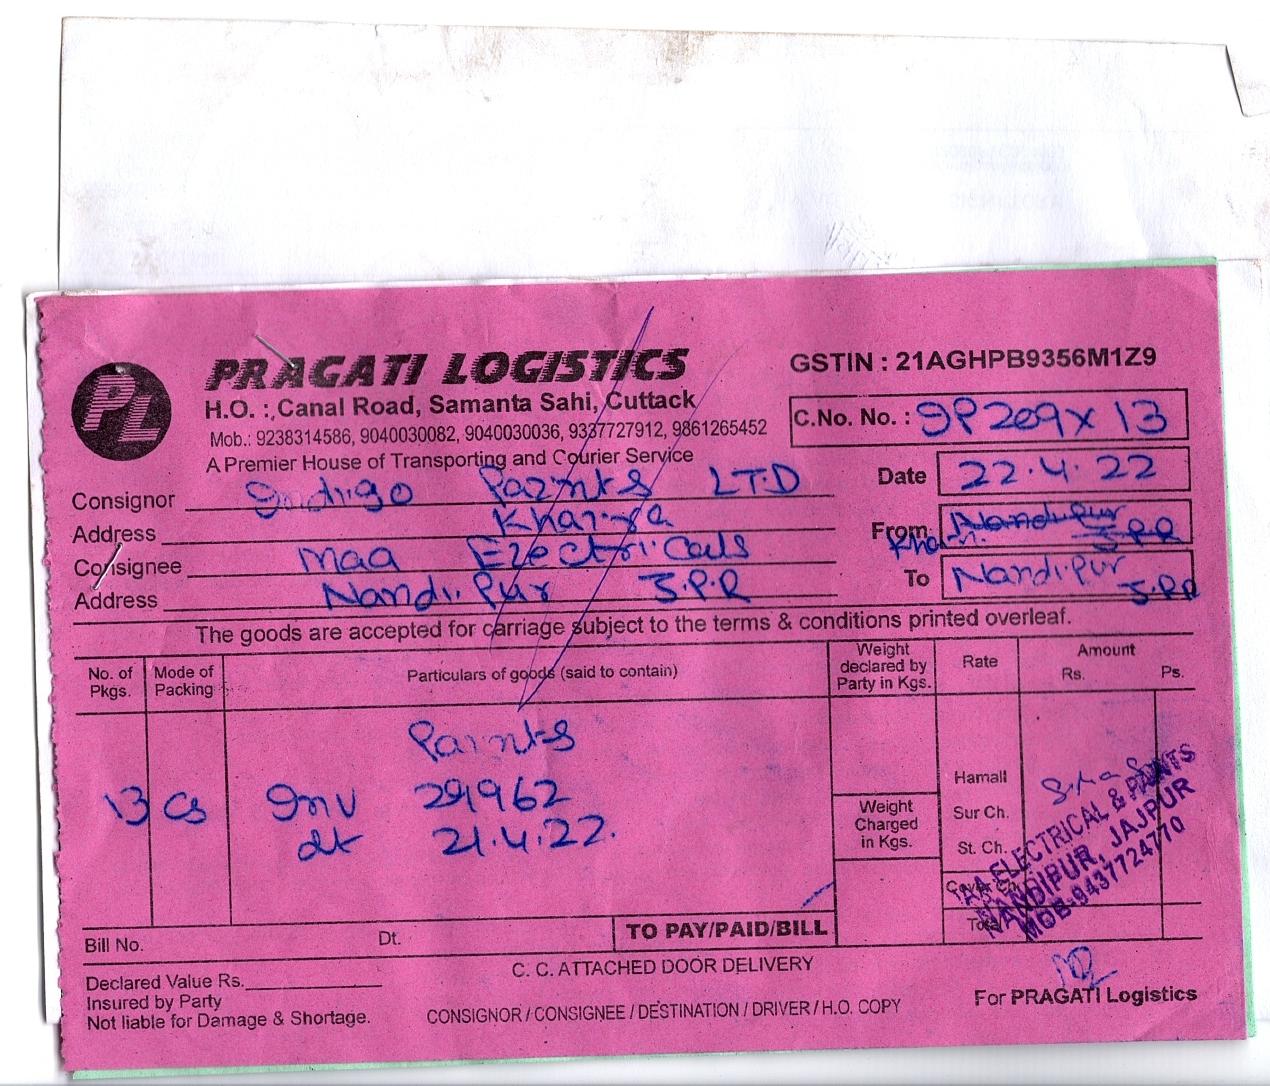 PL
PRAGATI LOGISTICS
H.O. : Canal Road, Samanta Sahi, Cuttack
Mob.: 9238314586, 9040030082, 9040030036, 9337727912, 9861265452
A Premier House of Transporting and Courier Service
GSTIN : 21AGHPB9356M1Z9
C.No. No. : 9P209x13
Date 22.4.22
Consignor Indigo Paints LTD
Address
Consignee Maa Electricals
Address Nandipur J.P.R
From Nandipur J.P.R
To Nandipur J.P.R
The goods are accepted for carriage subject to the terms & conditions printed overleaf.
No. of Pkgs. Mode of Packing Particulars of goods (said to contain) Weight declared by Party in Kgs. Rate Amount Rs. Ps.
Paints
13 Cs Inv 29962
dt 21.4.22.
Hamali
Weight Charged in Kgs.
Sur Ch.
St. Ch.
MAA ELECTRICAL & PAINTS
NANDIPUR, JAJPUR
MOB-9437724770
Bill No. Dt. TO PAY/PAID/BILL
Declared Value Rs.
Insured by Party
Not liable for Damage & Shortage.
C. C. ATTACHED DOOR DELIVERY
CONSIGNOR / CONSIGNEE / DESTINATION / DRIVER / H.O. COPY
For PRAGATI Logistics